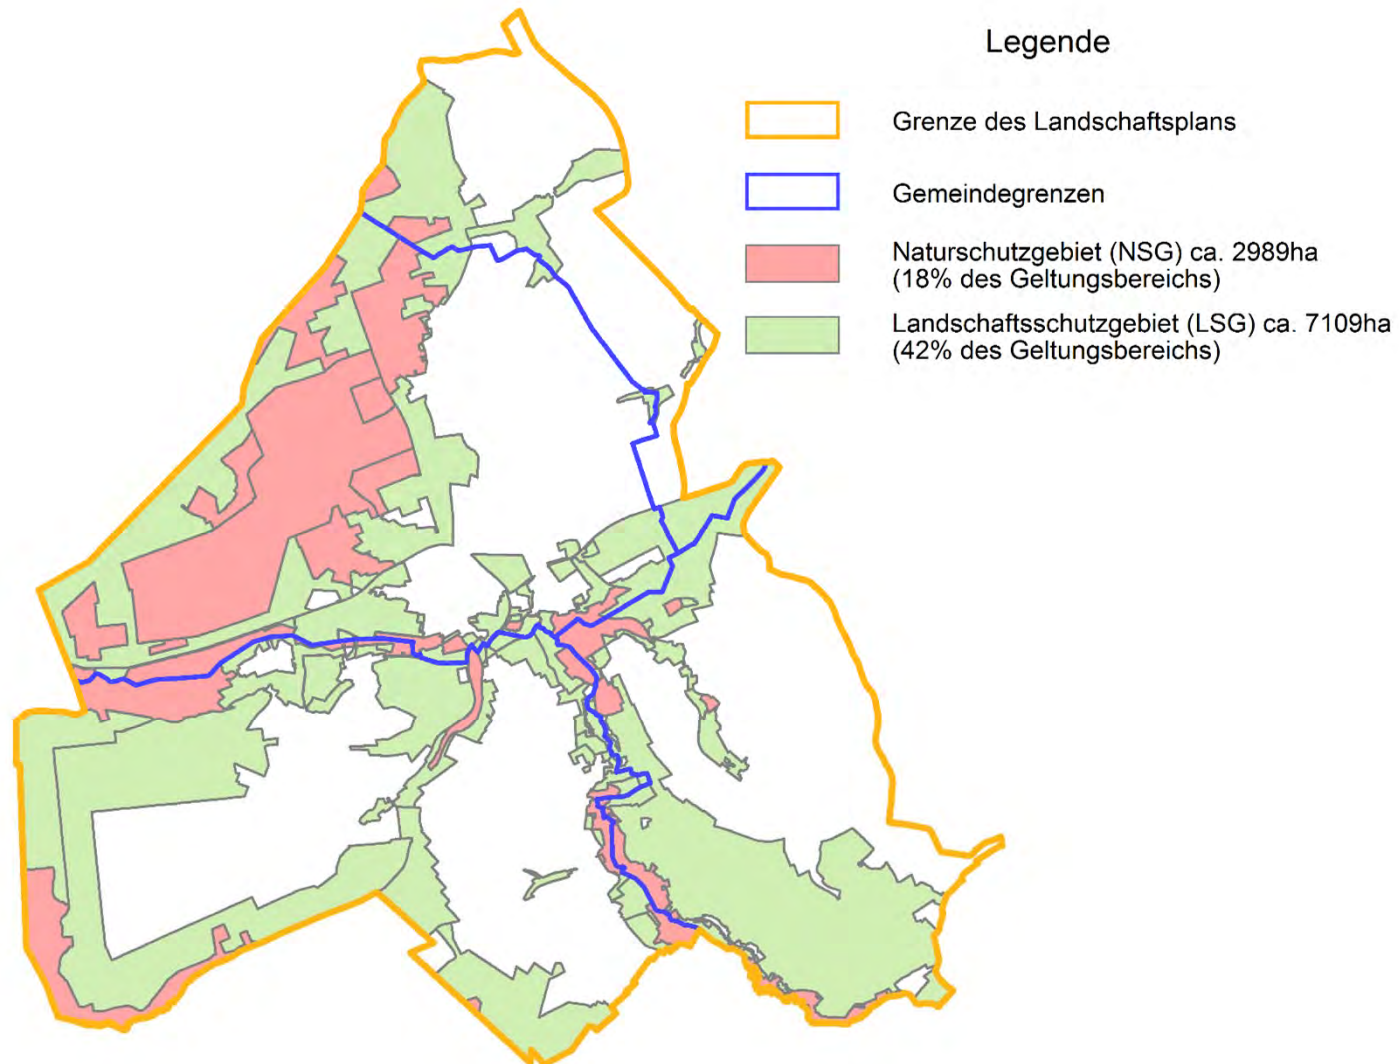 Legende
Grenze des Landschaftsplans
Gemeindegrenzen
Naturschutzgebiet (NSG) ca. 2989ha
(18% des Geltungsbereichs)
Landschaftsschutzgebiet (LSG) ca. 7109ha
(42% des Geltungsbereichs)